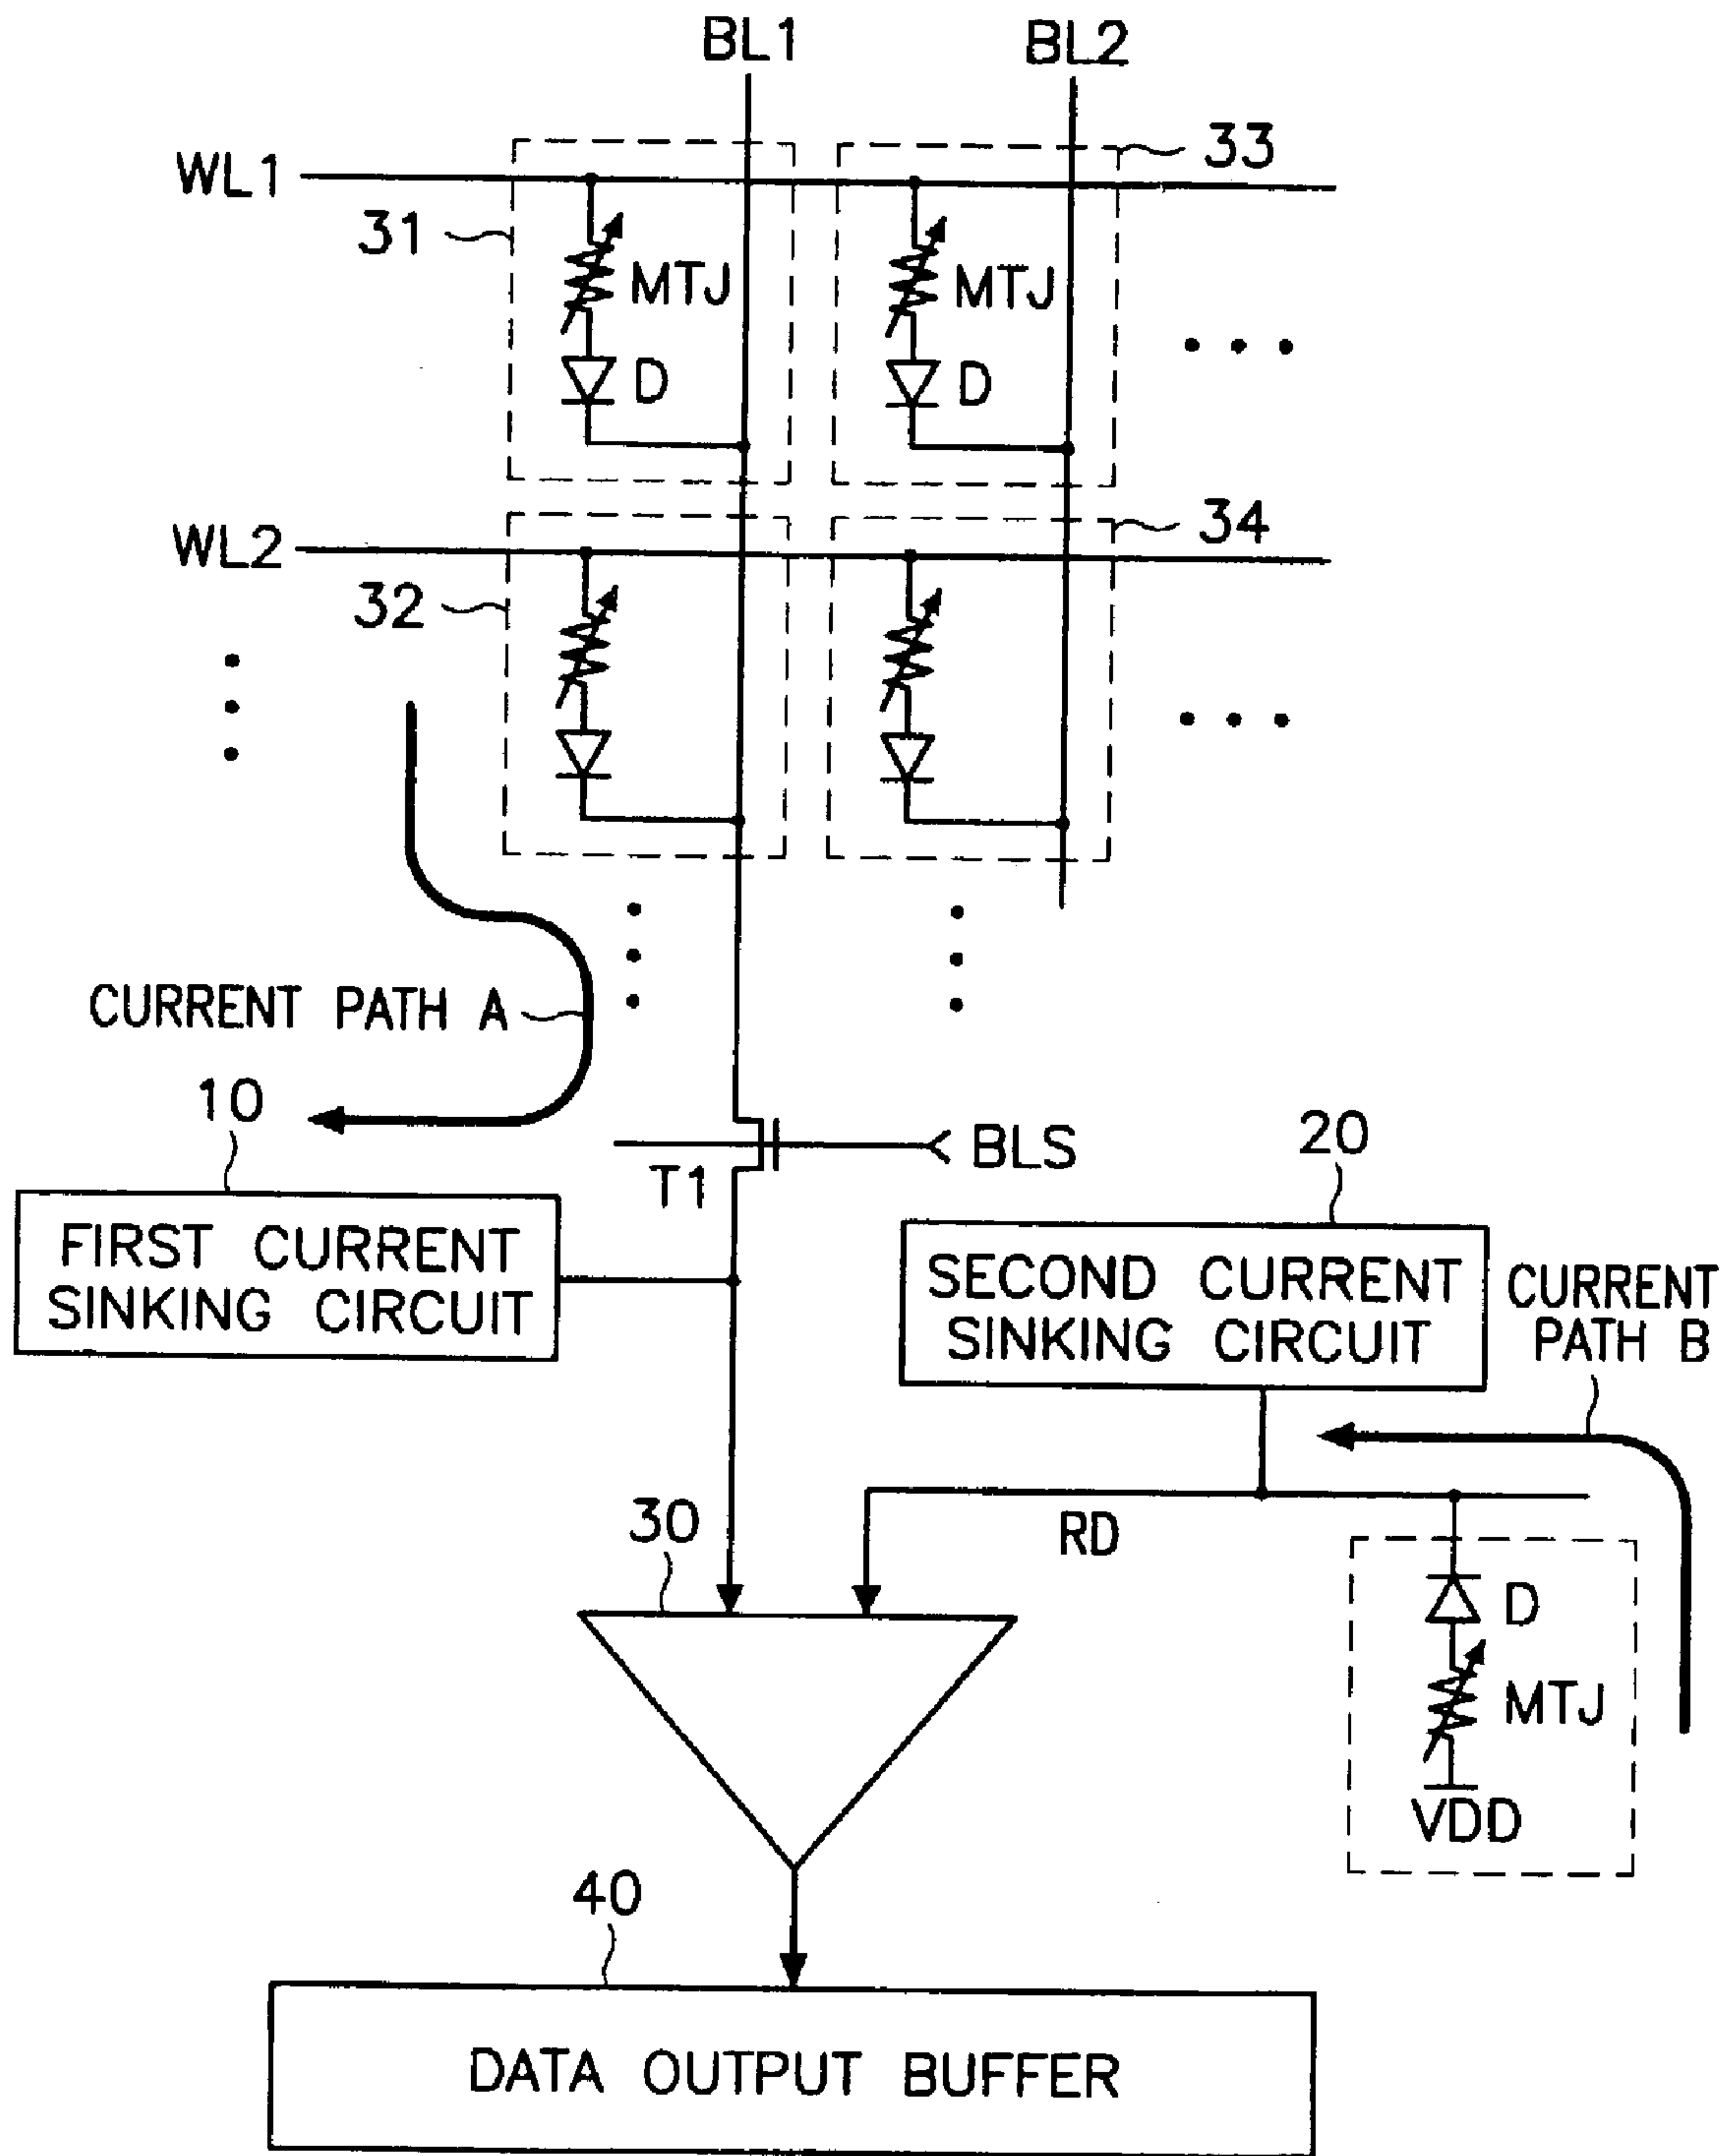 BL1
BL2
WL1
33
31
MTJ
MTJ
D
D
WL2
34
32
CURRENT PATH A
10
BLS
20
T1
FIRST CURRENT
SINKING CIRCUIT
SECOND CURRENT
SINKING CIRCUIT
CURRENT
PATH B
30
RD
D
MTJ
VDD
40
DATA OUTPUT BUFFER